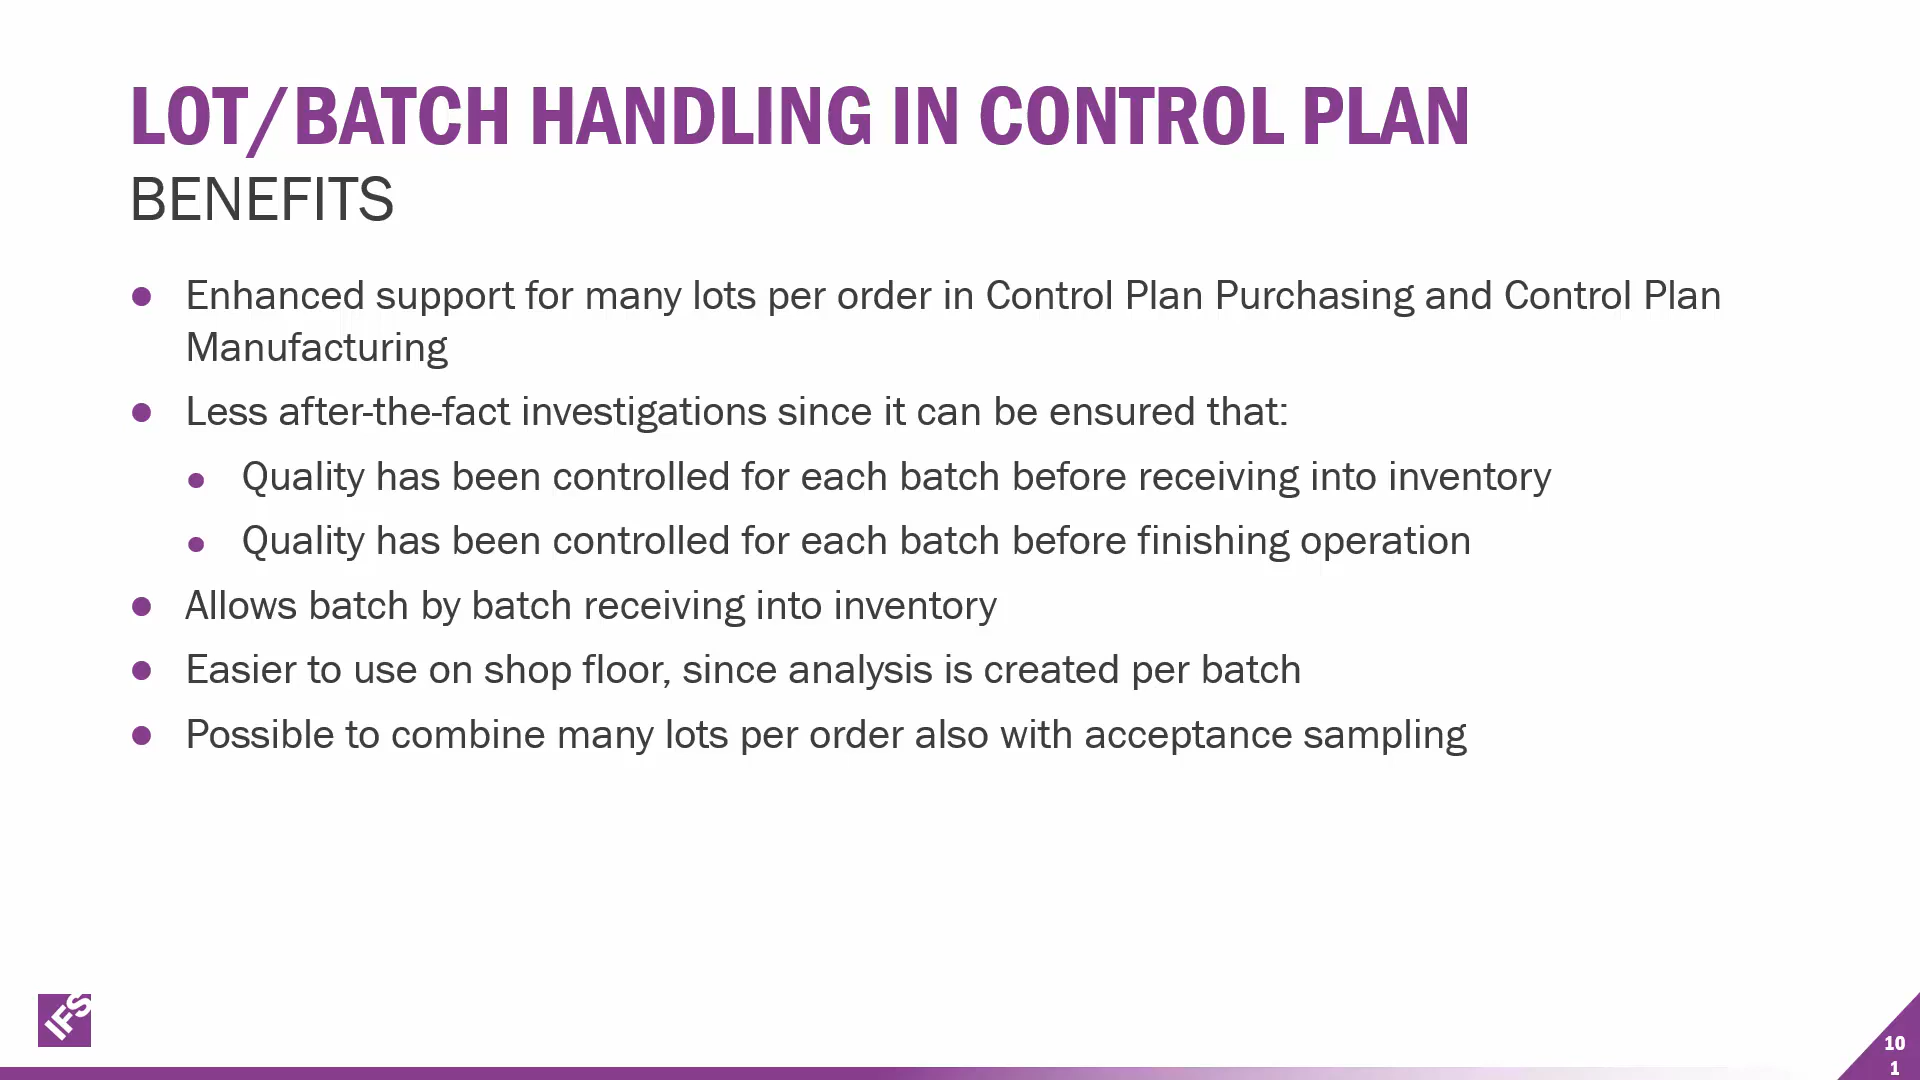 LOT/BATCH HANDLING IN CONTROL PLAN
BENEFITS
Enhanced support for many lots per order in Control Plan Purchasing and Control Plan
Manufacturing
Less after-the-fact investigations since it can be ensured that:
Quality has been controlled for each batch before receiving into inventory
Quality has been controlled for each batch before finishing operation
Allows batch by batch receiving into inventory
Easier to use on shop floor, since analysis is created per batch
Possible to combine many lots per order also with acceptance sampling
IFS
10
1